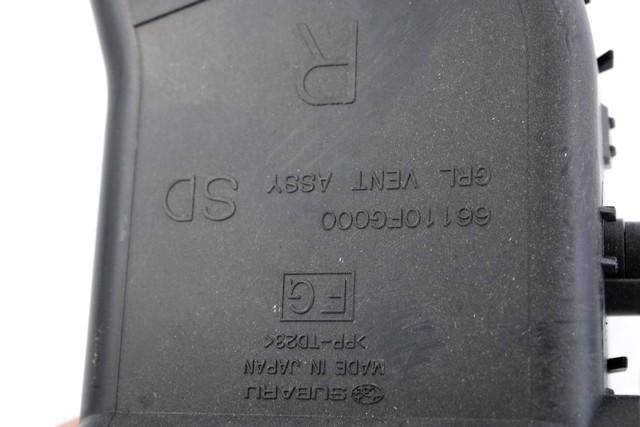 SUBARU
MADE IN JAPAN
>PP-TD23<
FG
66110FG000
GRL VENT ASSY
SD
R